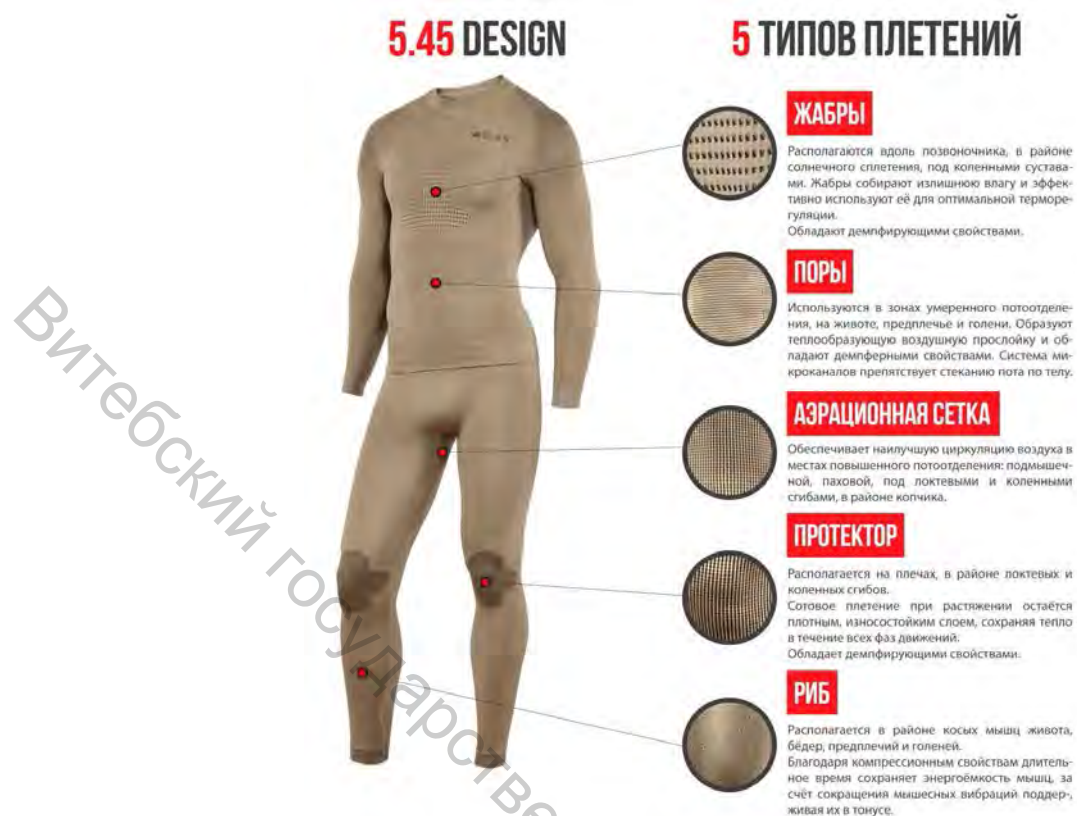 5.45 DESIGN
5 ТИПОВ ПЛЕТЕНИЙ
ЖАБРЫ
Располагаются вдоль позвоночника, в районе
солнечного сплетения, под коленными сустава-
ми. Жабры собирают излишнюю влагу и эффек-
тивно используют её для оптимальной терморе-
гуляции.
Обладают демпфирующими свойствами.
ПОРЫ
Используются в зонах умеренного потоотделе-
ния, на животе, предплечье и голени. Образуют
теплообразующую воздушную прослойку и об-
ладают демпферными свойствами. Система ми-
кроканалов препятствует стеканию пота по телу.
АЭРАЦИОННАЯ СЕТКА
Обеспечивает наилучшую циркуляцию воздуха в
местах повышенного потоотделения: подмышеч-
ной, паховой, под локтевыми и коленными
сгибами, в районе копчика.
ПРОТЕКТОР
Располагается на плечах, в районе локтевых и
коленных сгибов.
Сотовое плетение при растяжении остаётся
плотным, износостойким слоем, сохраняя тепло
в течение всех фаз движений.
Обладает демпфирующими свойствами.
РИБ
Располагается в районе косых мышц живота,
бёдер, предплечий и голеней.
Благодаря компрессионным свойствам длитель-
ное время сохраняет энергоёмкость мышц, за
счёт сокращения мышесных вибраций поддер-,
живая их в тонусе.
Витебский государстве